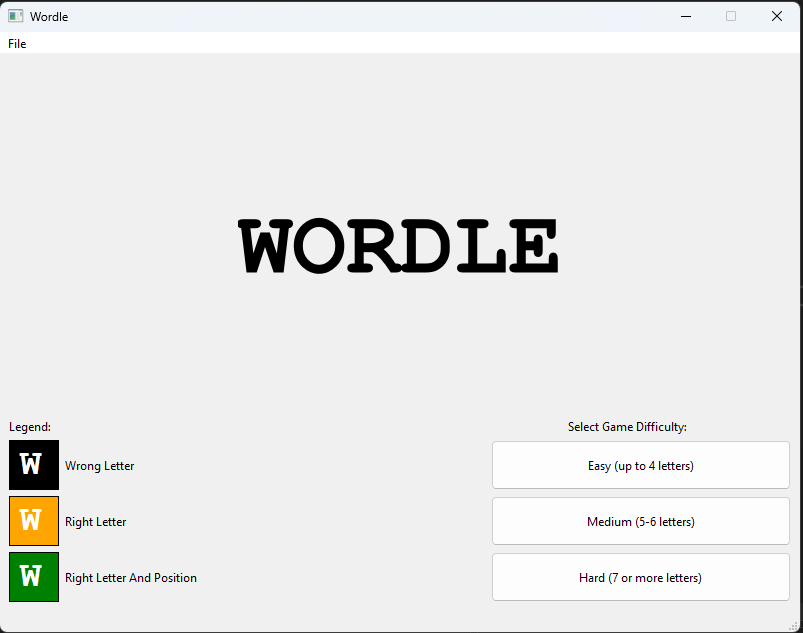 Wordle
File
WORDLE
Legend:
W Wrong Letter
W Right Letter
W Right Letter And Position
Select Game Difficulty:
Easy (up to 4 letters)
Medium (5-6 letters)
Hard (7 or more letters)